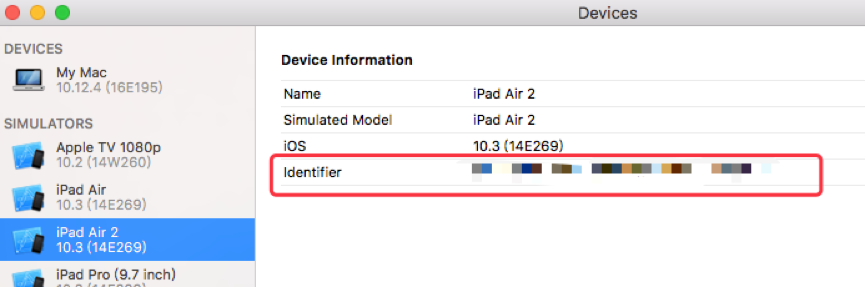 Devices
DEVICES
My Mac
10.12.4 (16E195)
SIMULATORS
Apple TV 1080p
10.2 (14W260)
iPad Air
10.3 (14E269)
iPad Air 2
10.3 (14E269)
iPad Pro (9.7 inch)
Device Information
Name iPad Air 2
Simulated Model iPad Air 2
iOS 10.3 (14E269)
Identifier